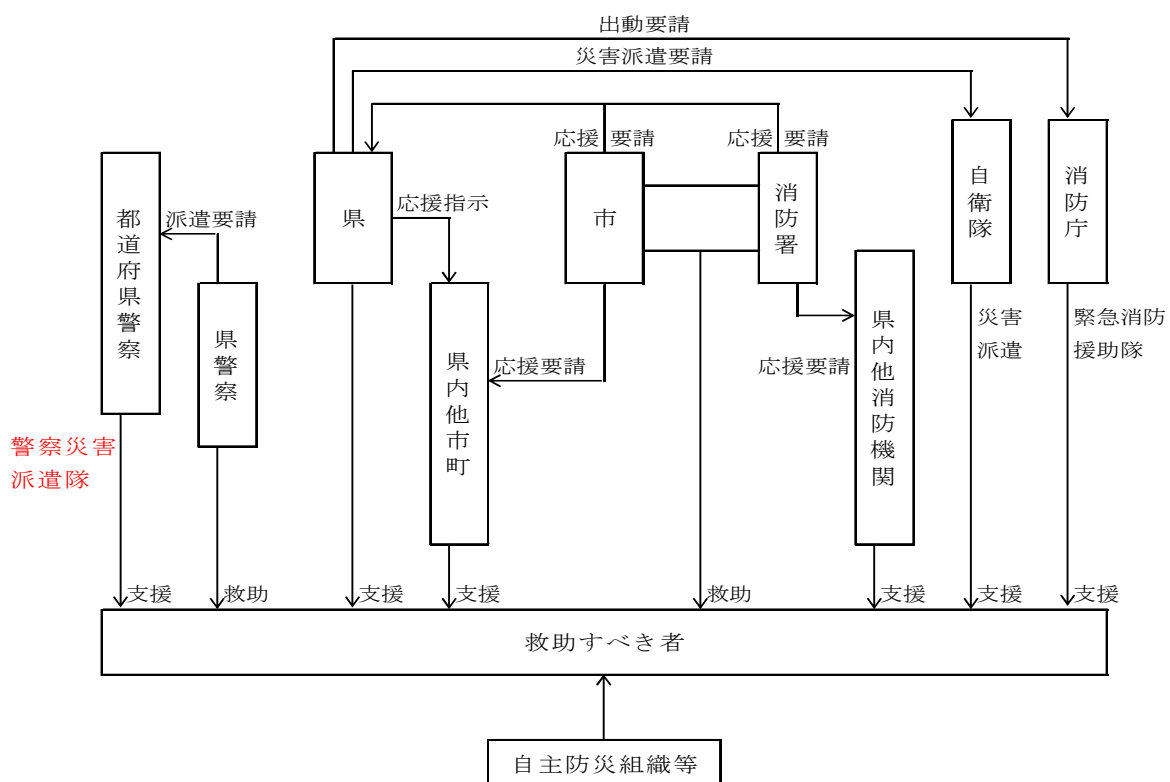 出動要請
災害派遣要請
応援 要請
応援 要請
都道府県警察
派遣要請
県警察
県
応援指示
県内他市町
市
応援要請
消防署
応援要請
県内他消防機関
自衛隊
消防庁
災害
派遣
緊急消防
援助隊
警察災害
派遣隊
支援
救助
支援
支援
救助
支援
支援
支援
救助すべき者
自主防災組織等